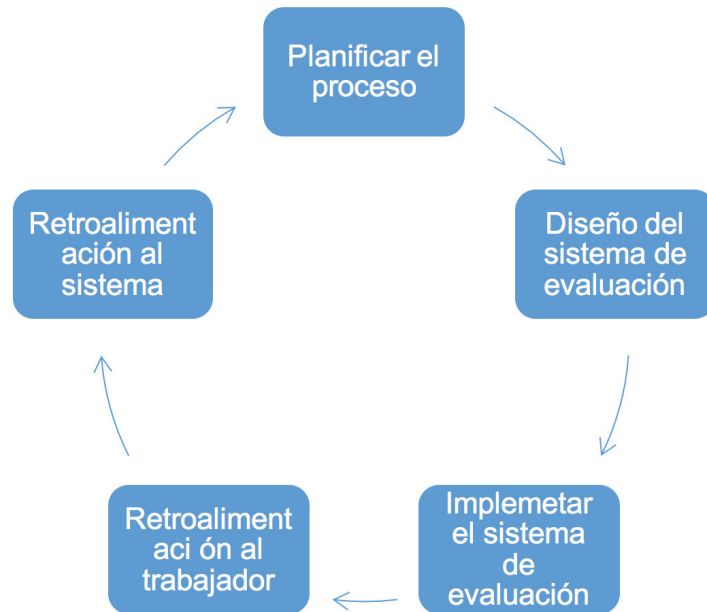 Planificar el
proceso
Diseño del
sistema de
evaluación
Implemetar
el sistema
de
evaluación
Retroaliment
aci ón al
trabajador
Retroaliment
ación al
sistema